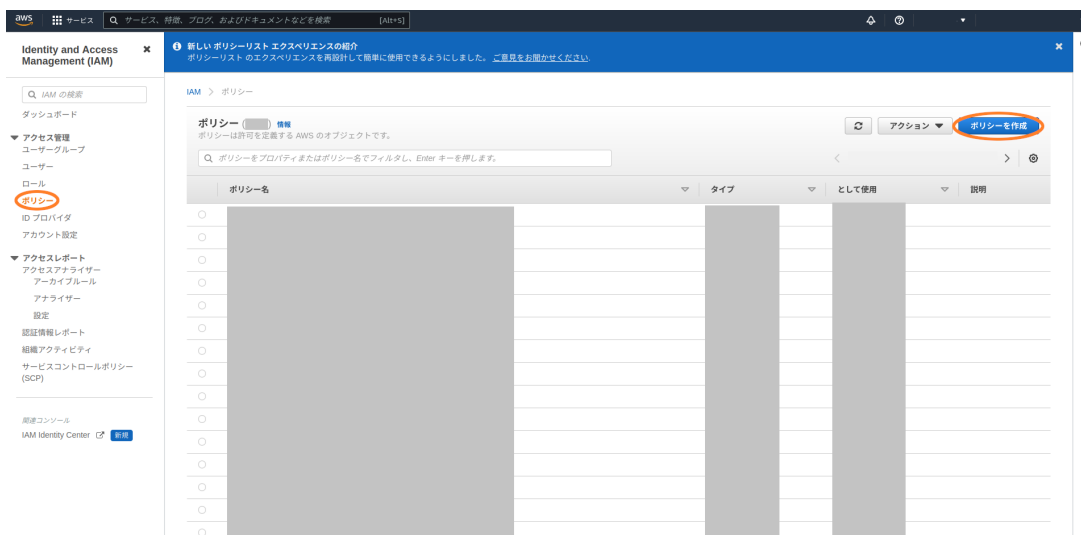 aws サービス サービス、特徴、ブログ、およびドキュメントなどを検索 [Alt+S]
Identity and Access Management (IAM)
IAM の検索
ダッシュボード
アクセス管理
ユーザーグループ
ユーザー
ロール
ポリシー
ID プロバイダ
アカウント設定
アクセスレポート
アクセスアナライザー
アーカイブルール
アナライザー
設定
認証情報レポート
組織アクティビティ
サービスコントロールポリシー
(SCP)
関連コンソール
IAM Identity Center 新規
新しい ポリシーリスト エクスペリエンスの紹介
ポリシーリスト のエクスペリエンスを再設計して簡単に使用できるようにしました。 ご意見をお聞かせください.
IAM > ポリシー
ポリシー ( ) 情報
ポリシーは許可を定義する AWS のオブジェクトです。
アクション
ポリシーを作成
ポリシーをプロパティまたはポリシー名でフィルタし、Enter キーを押します。
ポリシー名 タイプ として使用 説明